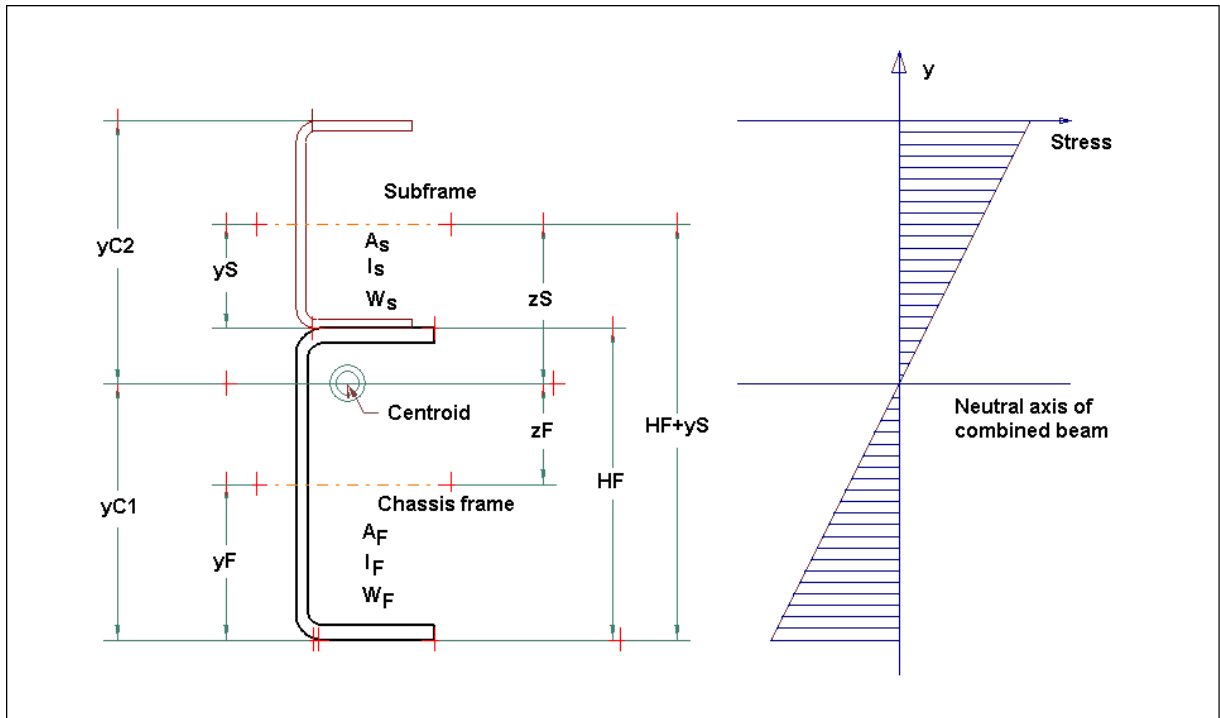 y
Stress
Subframe
yC2
yS
As
Is
Ws
zS
Centroid
Neutral axis of
combined beam
zF
HF+yS
HF
yC1
Chassis frame
yF
AF
IF
WF